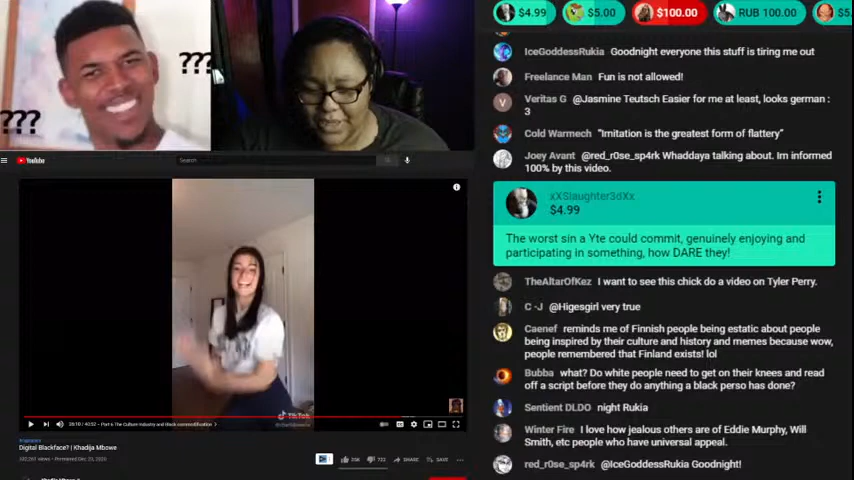 $4.99
$5.00
$100.00
RUB 100.00
$5.
???
???
IceGoddessRukia Goodnight everyone this stuff is tiring me out
Freelance Man Fun is not allowed!
Veritas G @Jasmine Teutsch Easier for me at least, looks german :
3
Cold Warmech “Imitation is the greatest form of flattery”
Joey Avant @red_r0se_sp4rk Whaddaya talking about. Im informed
100% by this video.
xXSlaughter3dXx
$4.99
The worst sin a Yte could commit, genuinely enjoying and
participating in something, how DARE they!
TheAltarOfKez I want to see this chick do a video on Tyler Perry.
C -J @Higesgirl very true
Caenef reminds me of Finnish people being estatic about people
being inspired by their culture and history and memes because wow,
people remembered that Finland exists! lol
Bubba what? Do white people need to get on their knees and read
off a script before they do anything a black perso has done?
Sentient DLDO night Rukia
Winter Fire I love how jealous others are of Eddie Murphy, Will
Smith, etc people who have universal appeal.
red_r0se_sp4rk @IceGoddessRukia Goodnight!
YouTube
Search
TikTok
Digital Blackface? | Khadija Mbowe
SHARE
SAVE